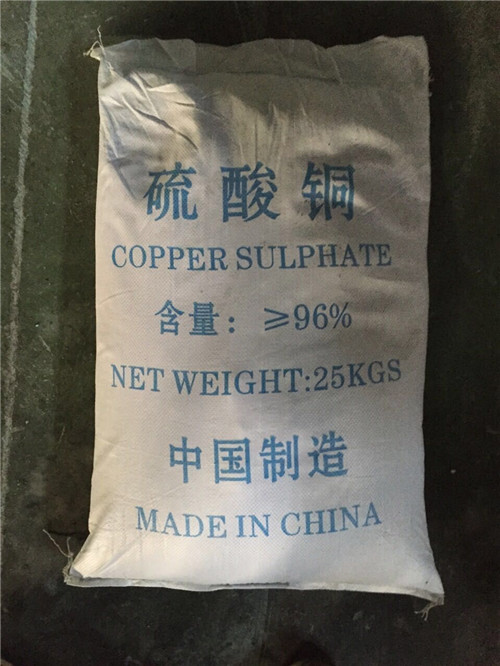 硫酸铜
COPPER SULPHATE
含量：≥96%
NET WEIGHT:25KGS
中国制造
MADE IN CHINA